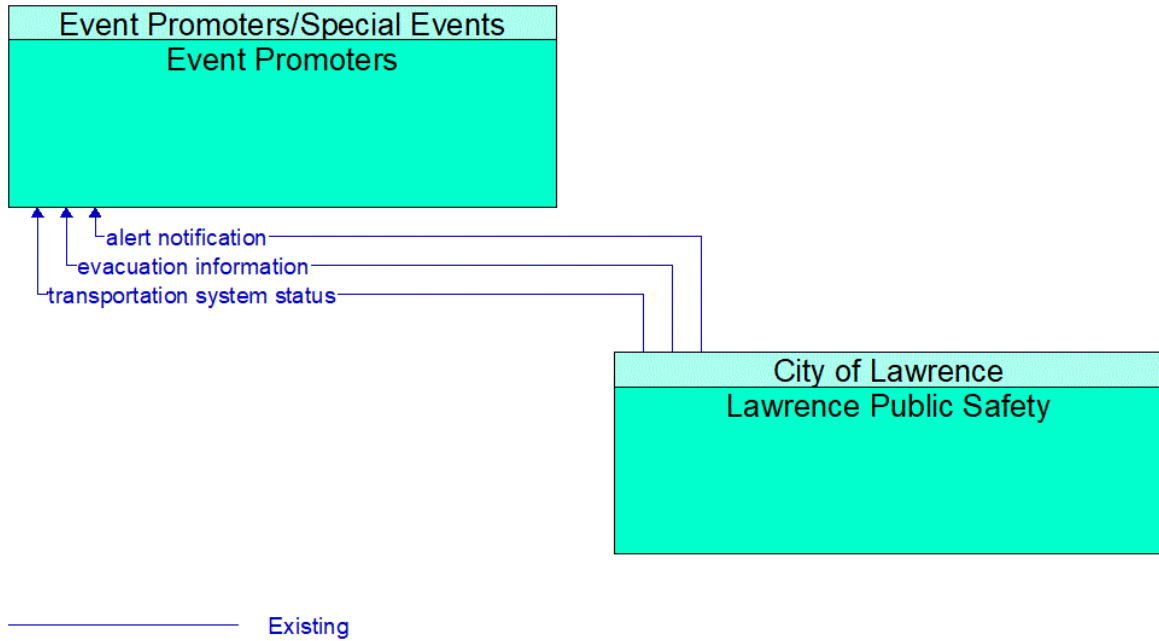 Event Promoters/Special Events
Event Promoters
alert notification
evacuation information
transportation system status
City of Lawrence
Lawrence Public Safety
Existing